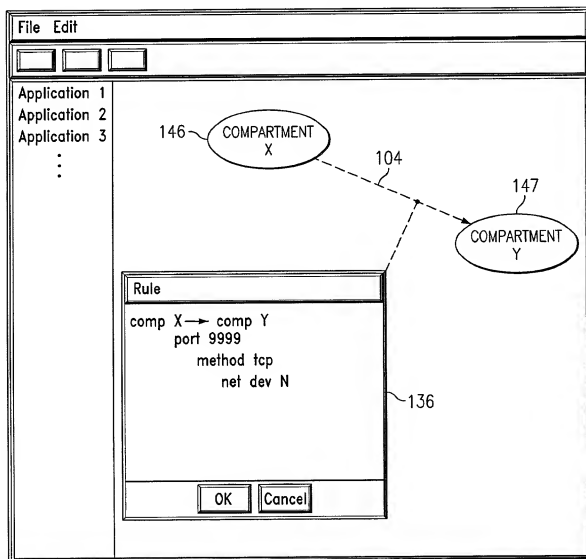 File Edit
Application 1
Application 2
Application 3
146
COMPARTMENT
X
104
147
COMPARTMENT
Y
Rule
comp X → comp Y
port 9999
method tcp
net dev N
136
OK Cancel